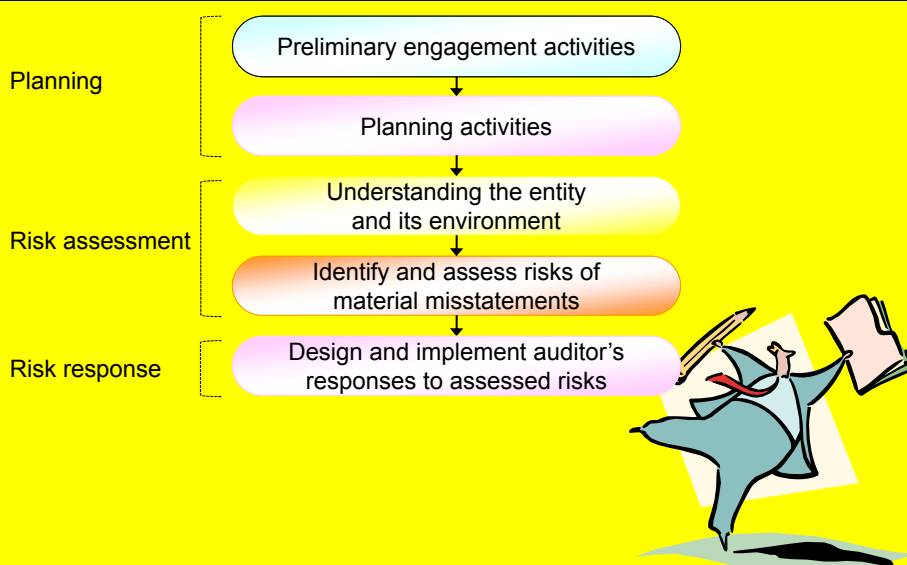 Preliminary engagement activities
Planning
Planning activities
Understanding the entity
and its environment
Risk assessment
Identify and assess risks of
material misstatements
Risk response
Design and implement auditor’s
responses to assessed risks